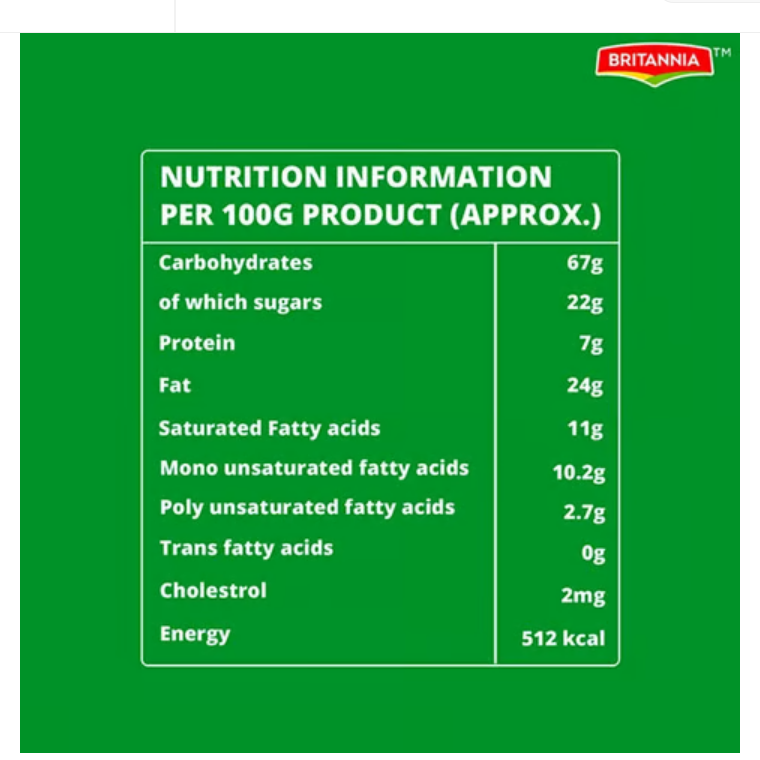 BRITANNIA TM
NUTRITION INFORMATION
PER 100G PRODUCT (APPROX.)
Carbohydrates 67g
of which sugars 22g
Protein 7g
Fat 24g
Saturated Fatty acids 11g
Mono unsaturated fatty acids 10.2g
Poly unsaturated fatty acids 2.7g
Trans fatty acids 0g
Cholestrol 2mg
Energy 512 kcal